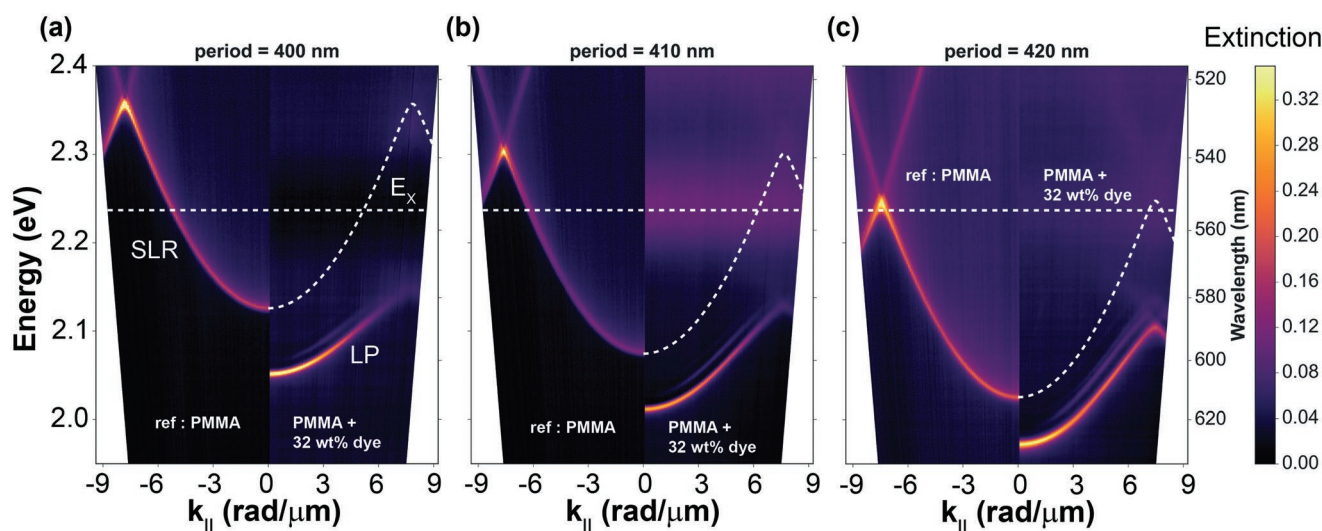 (a)
period = 400 nm
(b)
period = 410 nm
(c)
period = 420 nm
Extinction
Energy (eV)
2.4
2.3
2.2
2.1
2.0
SLR
E_X
LP
ref : PMMA
PMMA +
32 wt% dye
ref : PMMA
PMMA +
32 wt% dye
ref : PMMA
PMMA +
32 wt% dye
520
540
560
580
600
620
Wavelength (nm)
0.32
0.28
0.24
0.20
0.16
0.12
0.08
0.04
0.00
-9 -6 -3 0 3 6 9
-9 -6 -3 0 3 6 9
-9 -6 -3 0 3 6 9
k_|| (rad/μm)
k_|| (rad/μm)
k_|| (rad/μm)